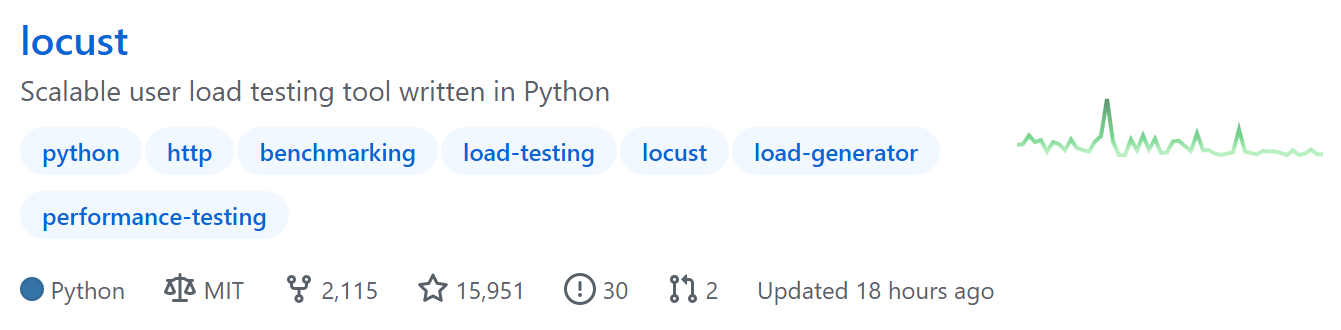 locust
Scalable user load testing tool written in Python
python http benchmarking load-testing locust load-generator
performance-testing
Python MIT 2,115 15,951 30 2 Updated 18 hours ago